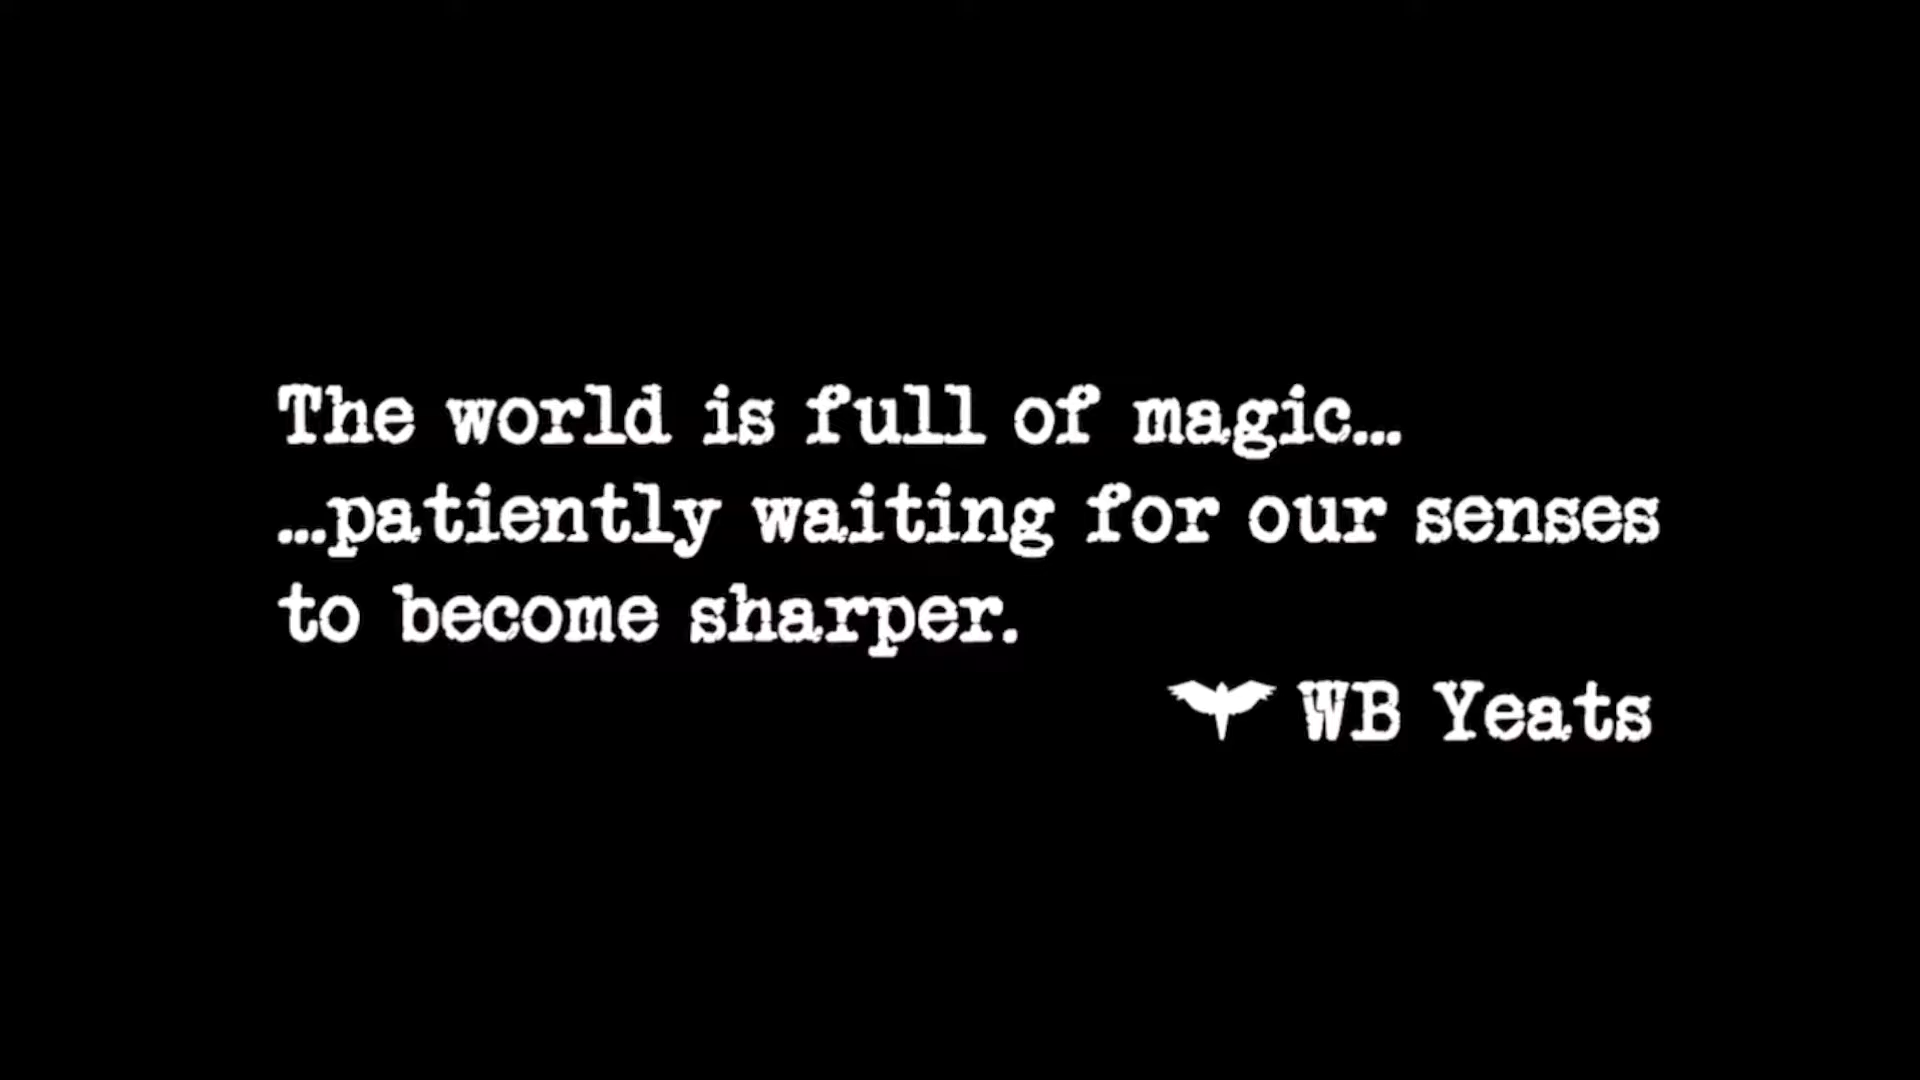 The world is full of magic...
...patiently waiting for our senses
to become sharper.
WB Yeats